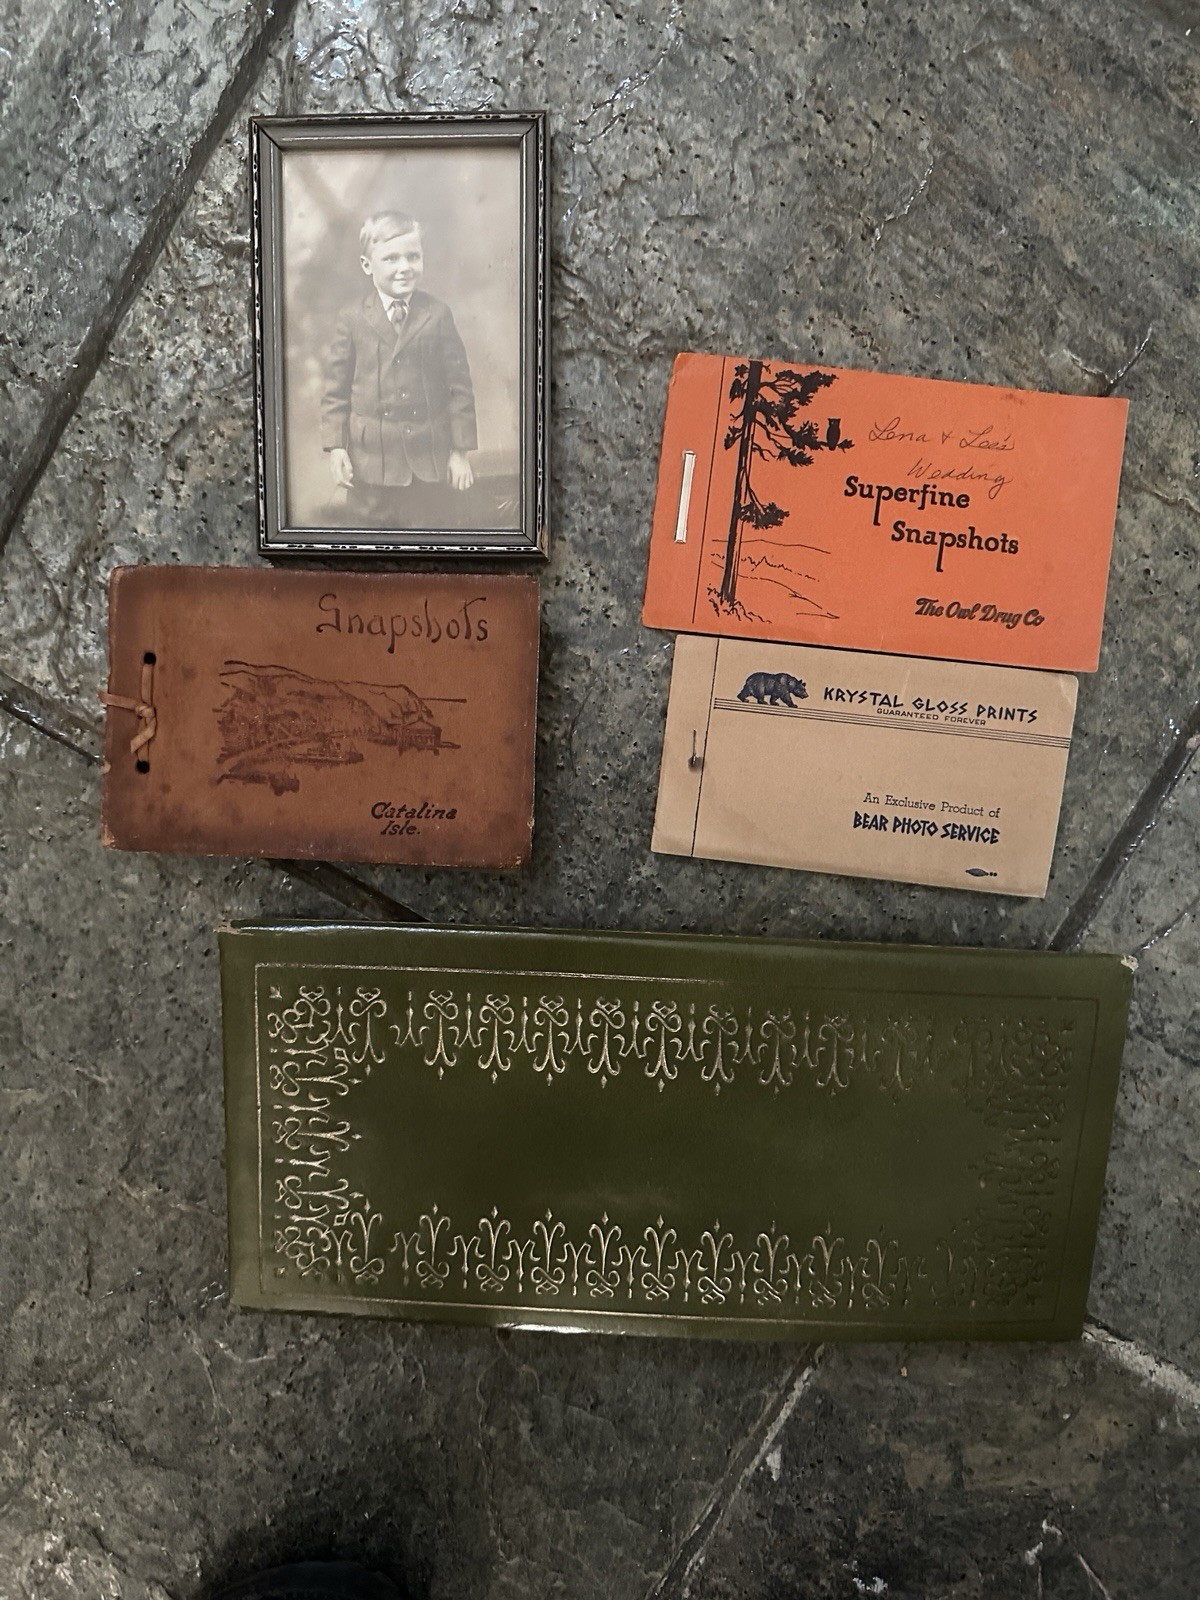 Snapshots
Catalina
Isle.
Lena & Lee's
Wedding
Superfine
Snapshots
The Owl Drug Co
KRYSTAL GLOSS PRINTS
GUARANTEED FOREVER
An Exclusive Product of
BEAR PHOTO SERVICE